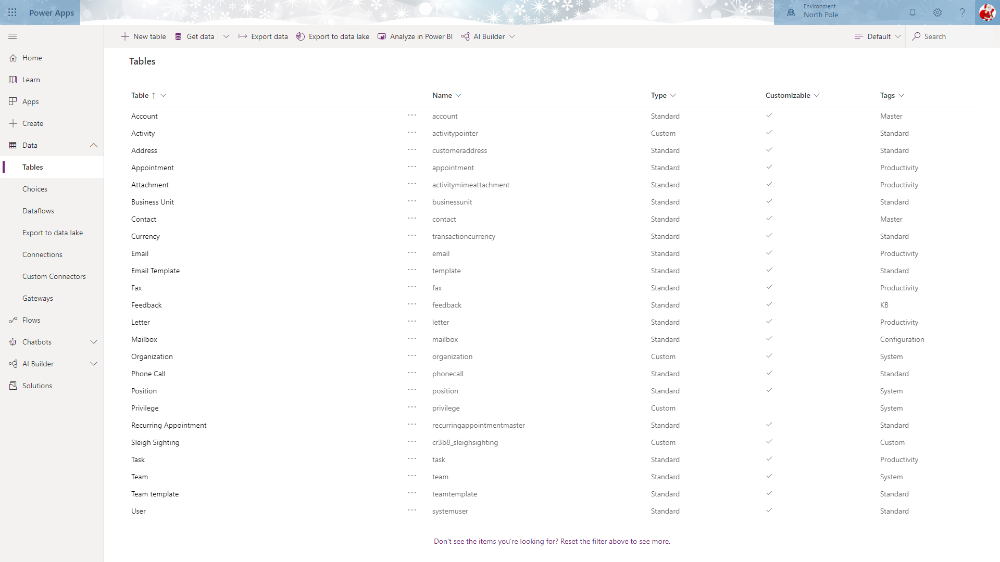 Power Apps
Environment
North Pole
New table
Get data
Export data
Export to data lake
Analyze in Power BI
AI Builder
Default
Search
Home
Learn
Apps
Create
Data
Tables
Choices
Dataflows
Export to data lake
Connections
Custom Connectors
Gateways
Flows
Chatbots
AI Builder
Solutions
Tables
Table Name Type Customizable Tags
Account account Standard Master
Activity activitypointer Custom Standard
Address customeraddress Standard Standard
Appointment appointment Standard Productivity
Attachment activitymimeattachment Standard Productivity
Business Unit businessunit Standard Standard
Contact contact Standard Master
Currency transactioncurrency Standard Standard
Email email Standard Productivity
Email Template template Standard Standard
Fax fax Standard Productivity
Feedback feedback Standard KB
Letter letter Standard Productivity
Mailbox mailbox Standard Configuration
Organization organization Custom System
Phone Call phonecall Standard Standard
Position position Standard System
Privilege privilege Custom System
Recurring Appointment recurringappointmentmaster Standard Standard
Sleigh Sighting cr3b8_sleighsighting Custom Custom
Task task Standard Productivity
Team team Standard System
Team template teamtemplate Standard Standard
User systemuser Standard Standard
Don't see the items you're looking for? Reset the filter above to see more.